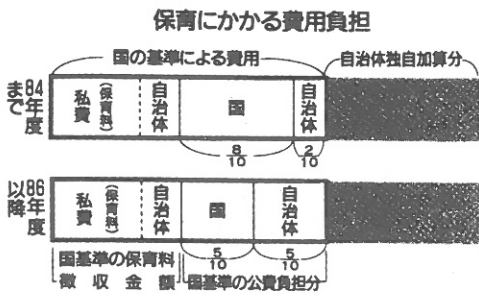 保育にかかる費用負担
国の基準による費用
自治体独自加算分
84年度まで
私費(保育料)
自治体
国
自治体
8/10
2/10
86年度以降
私費(保育料)
自治体
国
自治体
5/10
5/10
国基準の保育料
徴収金額
国基準の公費負担分